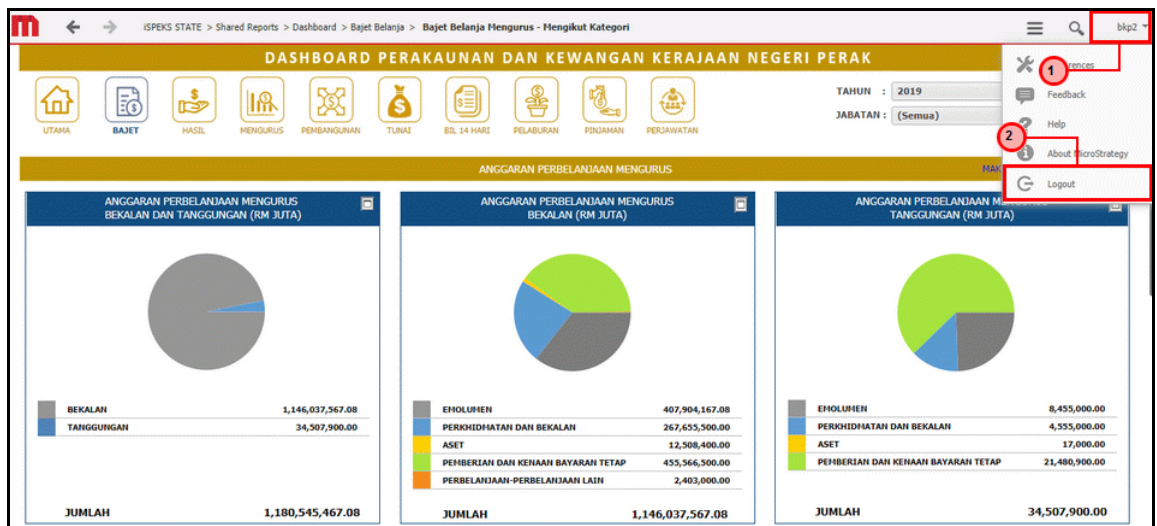 iSPEKS STATE > Shared Reports > Dashboard > Bajet Belanja > Bajet Belanja Mengurus - Mengikut Kategori
bkp2
DASHBOARD PERAKAUNAN DAN KEWANGAN KERAJAAN NEGERI PERAK
1
Feedback
Help
2
About MicroStrategy
Logout
UTAMA
BAJET
HASIL
MENGURUS
PEMBANGUNAN
TUNAI
BIL 14 HARI
PELABURAN
PINJAMAN
PERJAWATAN
TAHUN : 2019
JABATAN : (Semua)
ANGGARAN PERBELANJAAN MENGURUS
ANGGARAN PERBELANJAAN MENGURUS
BEKALAN DAN TANGGUNGAN (RM JUTA)
BEKALAN 1,146,037,567.08
TANGGUNGAN 34,507,900.00
JUMLAH 1,180,545,467.08
ANGGARAN PERBELANJAAN MENGURUS
BEKALAN (RM JUTA)
EMOLUMEN 407,904,167.08
PERKHIDMATAN DAN BEKALAN 267,655,500.00
ASET 12,508,400.00
PEMBERIAN DAN KENAAN BAYARAN TETAP 455,566,500.00
PERBELANJAAN-PERBELANJAAN LAIN 2,403,000.00
JUMLAH 1,146,037,567.08
ANGGARAN PERBELANJAAN
TANGGUNGAN (RM JUTA)
EMOLUMEN 8,455,000.00
PERKHIDMATAN DAN BEKALAN 4,555,000.00
ASET 17,000.00
PEMBERIAN DAN KENAAN BAYARAN TETAP 21,480,900.00
JUMLAH 34,507,900.00